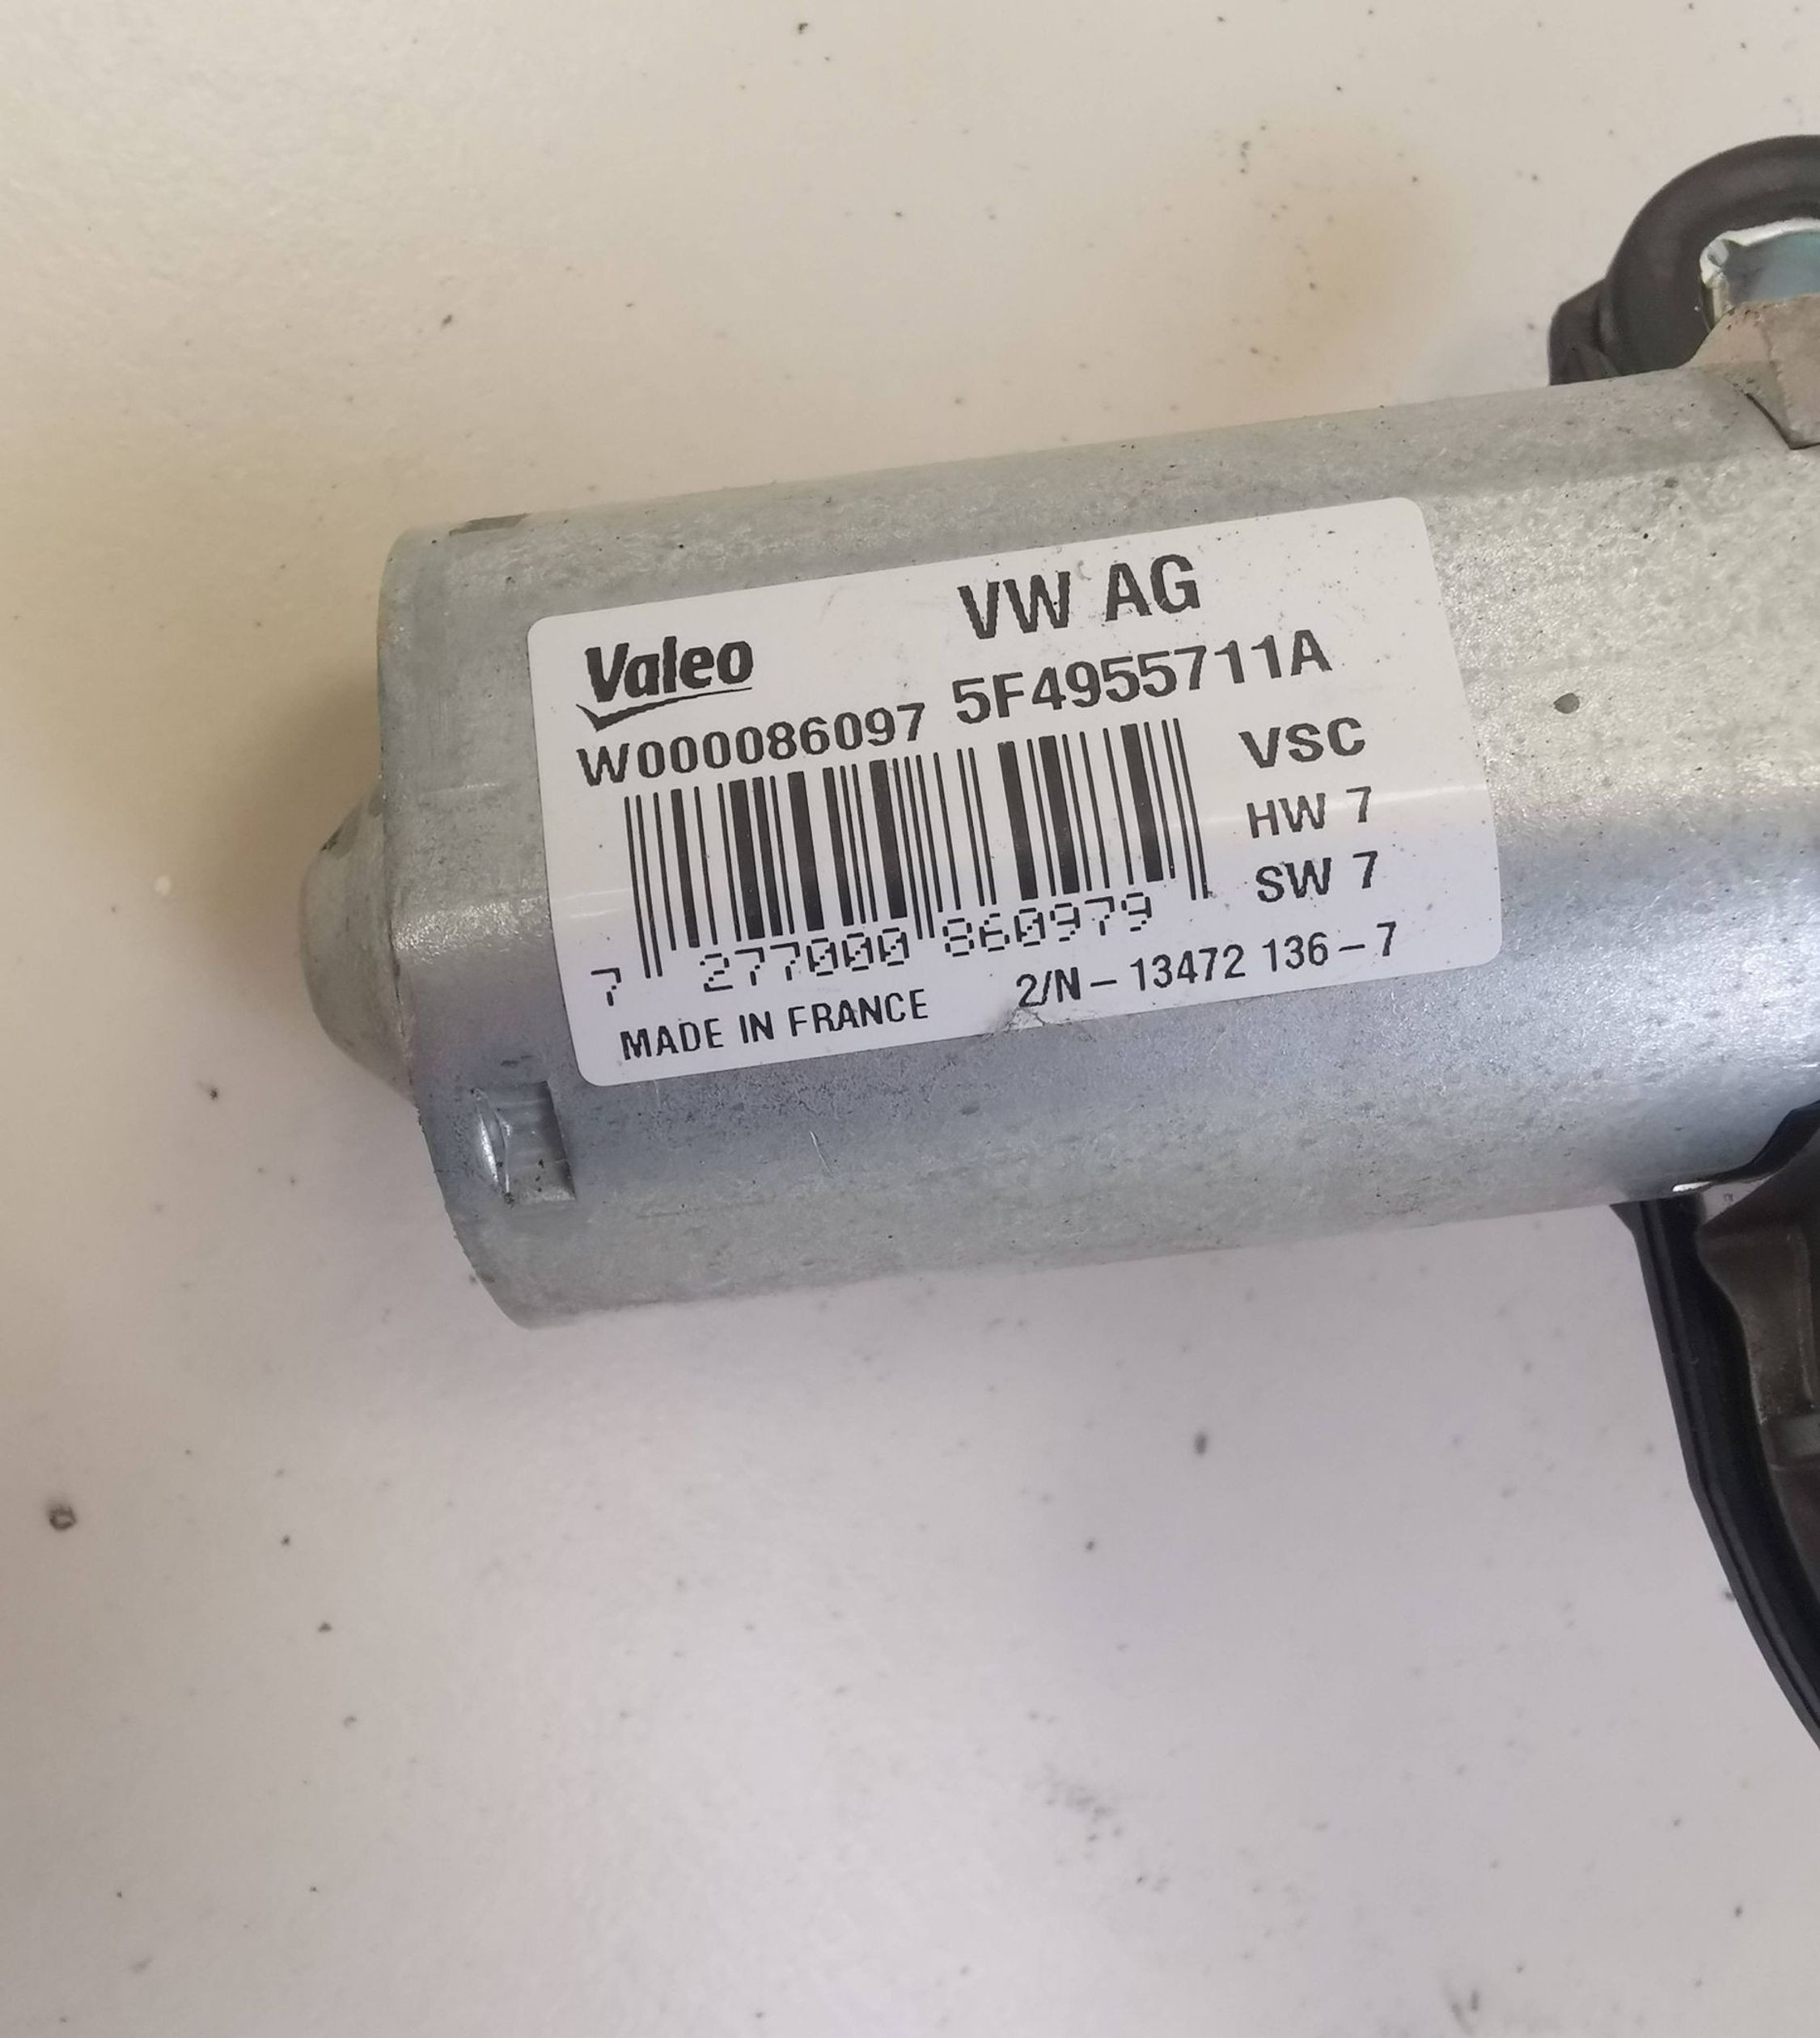 VW AG
Valeo
W000086097 5F4955711A
VSC
HW 7
SW 7
7 277000 860979
MADE IN FRANCE 2/N-13472 136-7